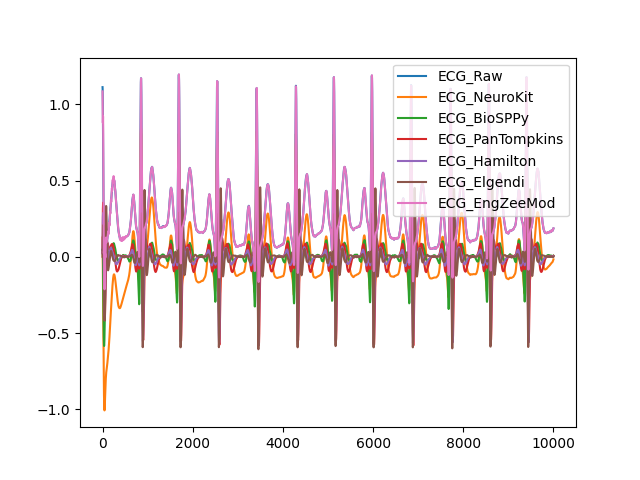 ECG_Raw
ECG_NeuroKit
ECG_BioSPPy
ECG_PanTompkins
ECG_Hamilton
ECG_Elgendi
ECG_EngZeeMod
1.0
0.5
0.0
−0.5
−1.0
0 2000 4000 6000 8000 10000